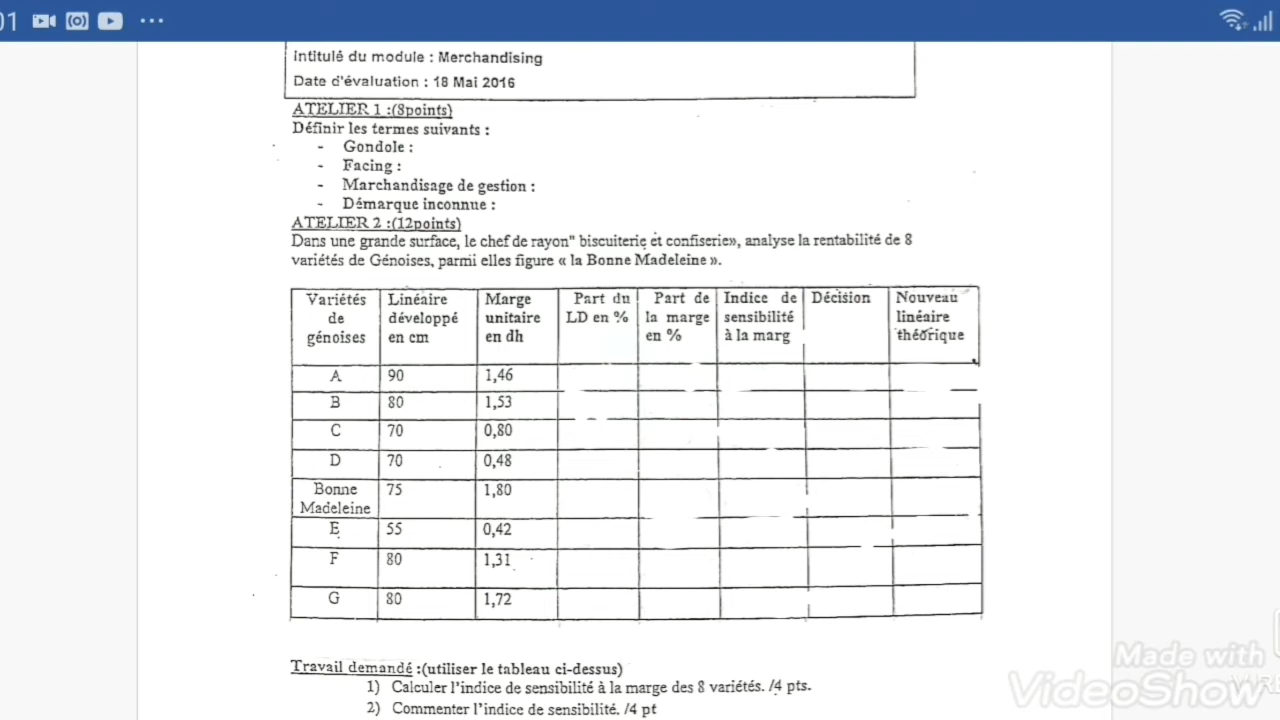 01
Intitulé du module : Merchandising
Date d'évaluation : 18 Mai 2016
ATELIER 1 :(8points)
Définir les termes suivants :
- Gondole :
- Facing :
- Marchandisage de gestion :
- Démarque inconnue :
ATELIER 2 :(12points)
Dans une grande surface, le chef de rayon" biscuiterie et confiserie», analyse la rentabilité de 8
variétés de Génoises, parmi elles figure « la Bonne Madeleine ».
Variétés de génoises | Linéaire développé en cm | Marge unitaire en dh | Part du LD en % | Part de la marge en % | Indice de sensibilité à la marg | Décision | Nouveau linéaire théorique
A 90 1,46
B 80 1,53
C 70 0,80
D 70 0,48
Bonne Madeleine 75 1,80
E 55 0,42
F 80 1,31
G 80 1,72
Travail demandé :(utiliser le tableau ci-dessus)
1) Calculer l'indice de sensibilité à la marge des 8 variétés. /4 pts.
2) Commenter l'indice de sensibilité. /4 pt
Made with
VideoShow